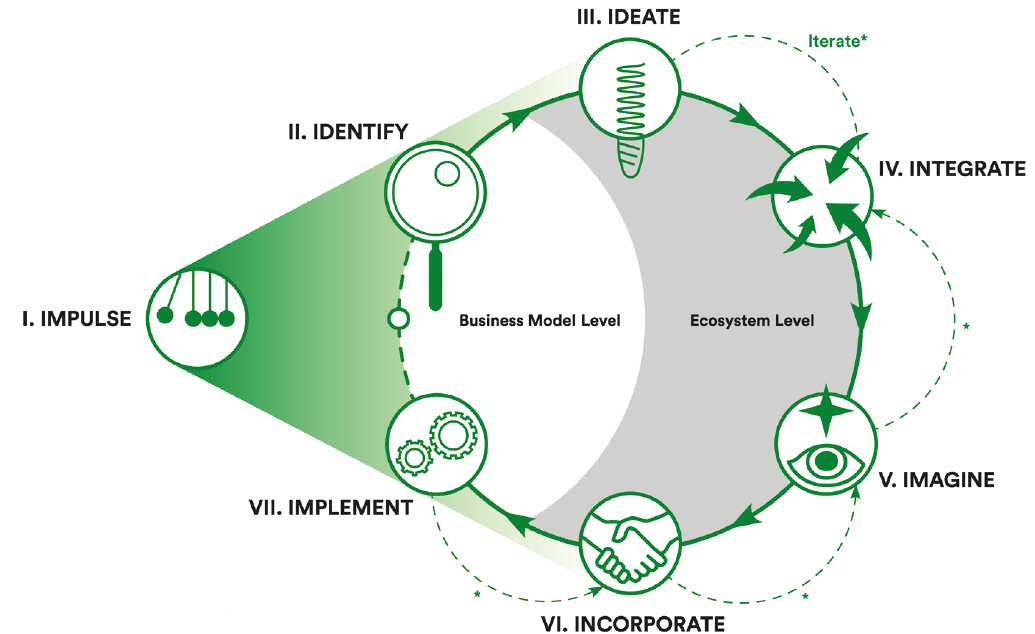 III. IDEATE
Iterate*
II. IDENTIFY
IV. INTEGRATE
I. IMPULSE
Business Model Level
Ecosystem Level
*
V. IMAGINE
VII. IMPLEMENT
*
*
VI. INCORPORATE